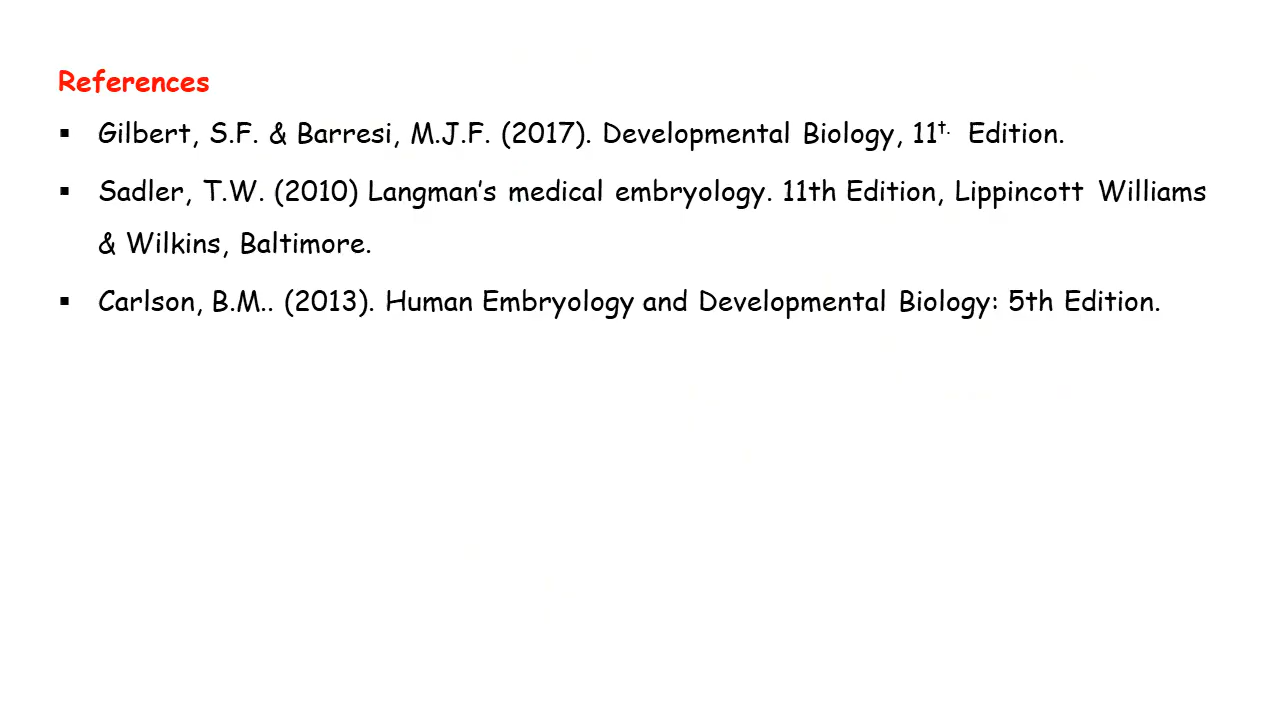 References
▪ Gilbert, S.F. & Barresi, M.J.F. (2017). Developmental Biology, 11t. Edition.
▪ Sadler, T.W. (2010) Langman's medical embryology. 11th Edition, Lippincott Williams
& Wilkins, Baltimore.
▪ Carlson, B.M.. (2013). Human Embryology and Developmental Biology: 5th Edition.